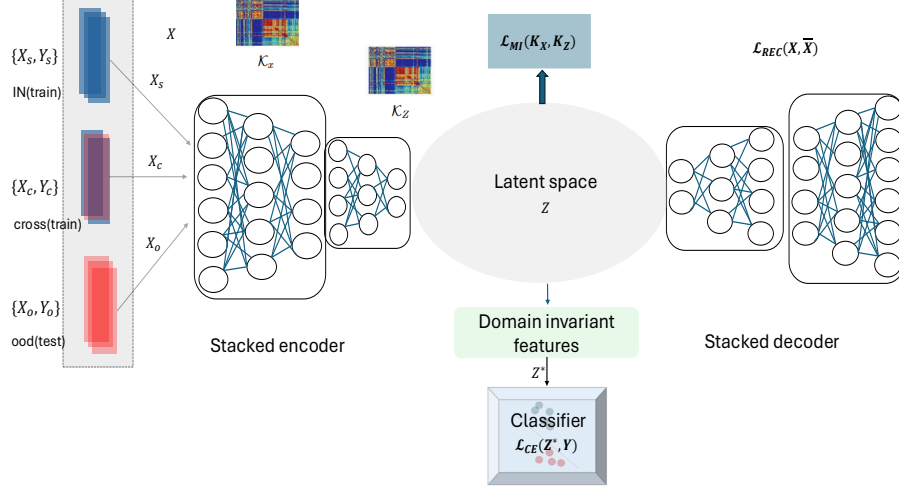 X
{X_s, Y_s}
IN(train)
X_s
𝒦_x
𝒦_Z
ℒ_MI(K_X, K_Z)
ℒ_REC(X, X̅)
{X_c, Y_c}
cross(train)
X_c
X_o
{X_o, Y_o}
ood(test)
Latent space
Z
Stacked encoder
Domain invariant
features
Stacked decoder
Z*
Classifier
ℒ_CE(Z*, Y)